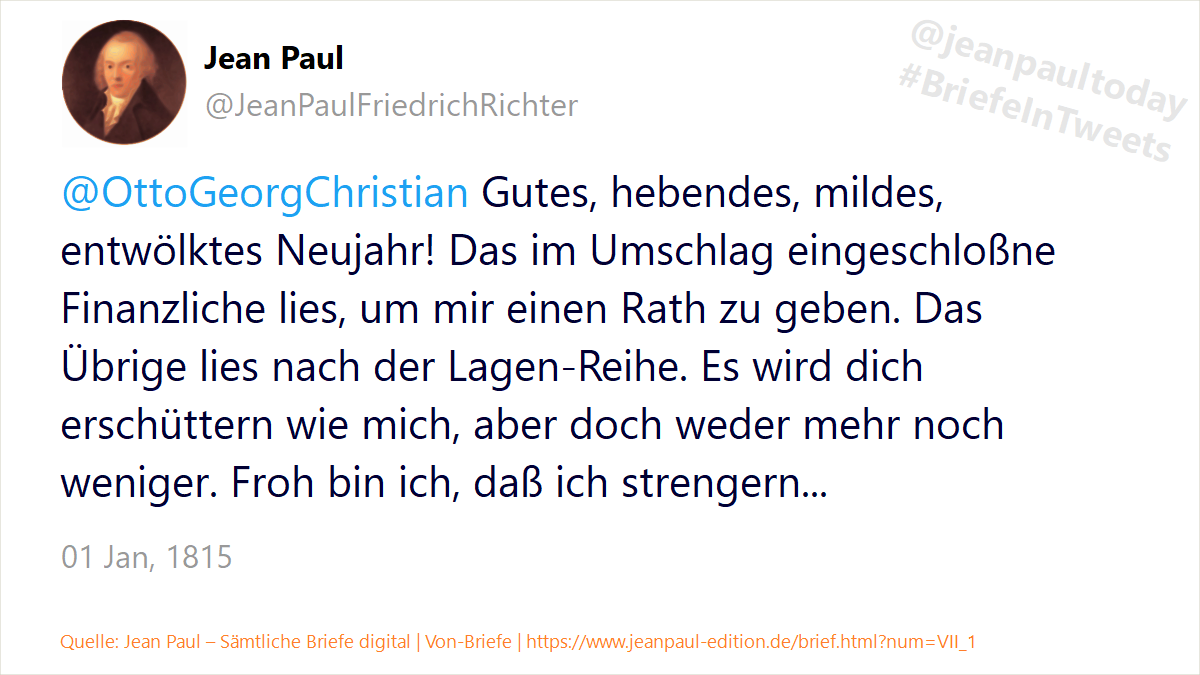 Jean Paul
@JeanPaulFriedrichRichter
@jeanpaultoday
#BriefeInTweets
@OttoGeorgChristian Gutes, hebendes, mildes,
entwölktes Neujahr! Das im Umschlag eingeschloßne
Finanzliche lies, um mir einen Rath zu geben. Das
Übrige lies nach der Lagen-Reihe. Es wird dich
erschüttern wie mich, aber doch weder mehr noch
weniger. Froh bin ich, daß ich strengern...
01 Jan, 1815
Quelle: Jean Paul – Sämtliche Briefe digital | Von-Briefe | https://www.jeanpaul-edition.de/brief.html?num=VII_1